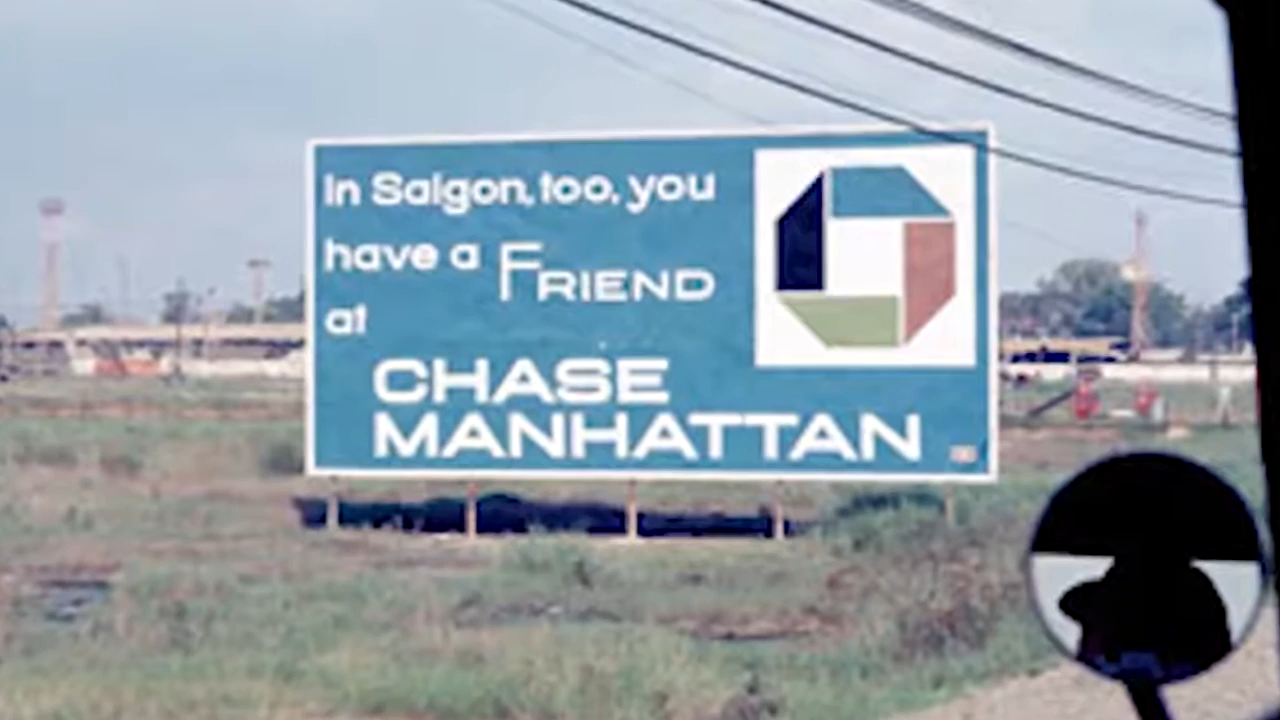 In Saigon, too, you
have a FRIEND
at
CHASE
MANHATTAN